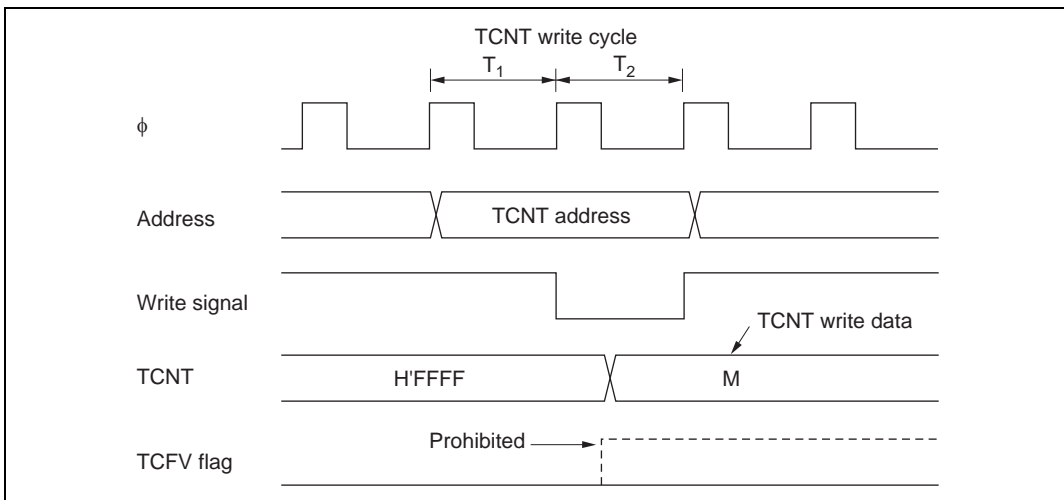 TCNT write cycle
T1 T2
ϕ
Address
TCNT address
Write signal
TCNT write data
TCNT
H'FFFF
M
Prohibited
TCFV flag